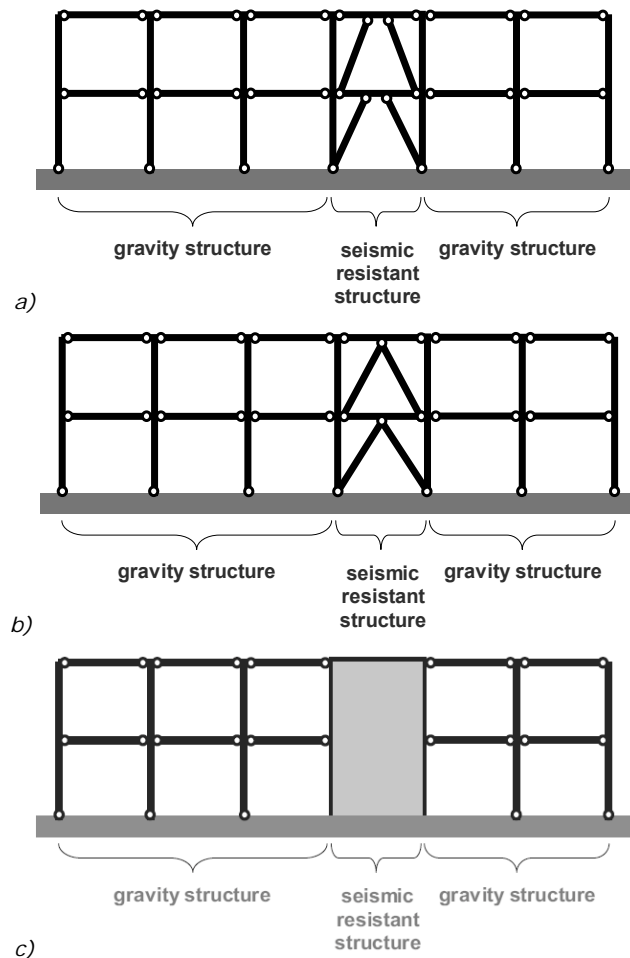 gravity structure
seismic
resistant
structure
gravity structure
a)
gravity structure
seismic
resistant
structure
gravity structure
b)
gravity structure
seismic
resistant
structure
gravity structure
c)